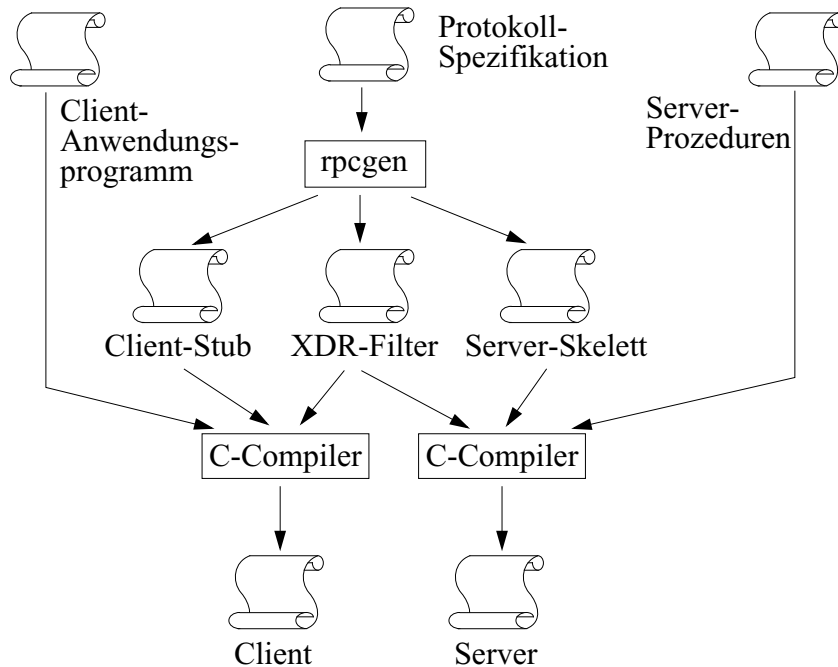 Protokoll-
Spezifikation
Client-
Anwendungs-
programm
Server-
Prozeduren
rpcgen
Client-Stub
XDR-Filter
Server-Skelett
C-Compiler
C-Compiler
Client
Server